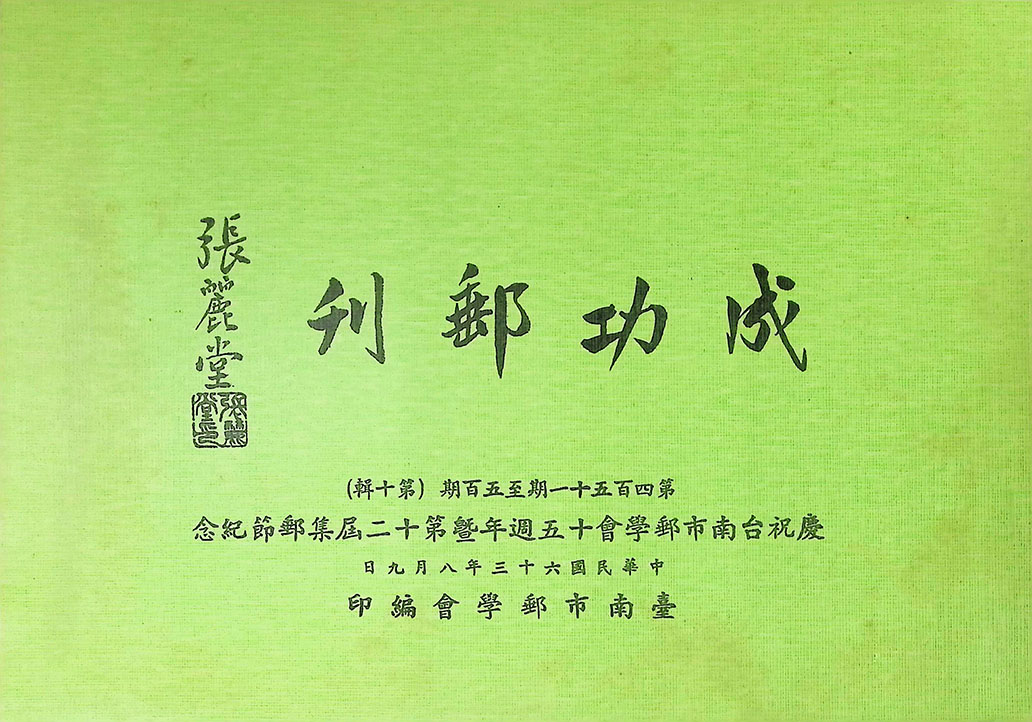 成功郵刊
張麗堂
第四百五十一期至五百期 (第十輯)
慶祝台南市郵學會十五週年暨第十二屆集郵節紀念
中華民國六十三年八月九日
臺南市郵學會編印